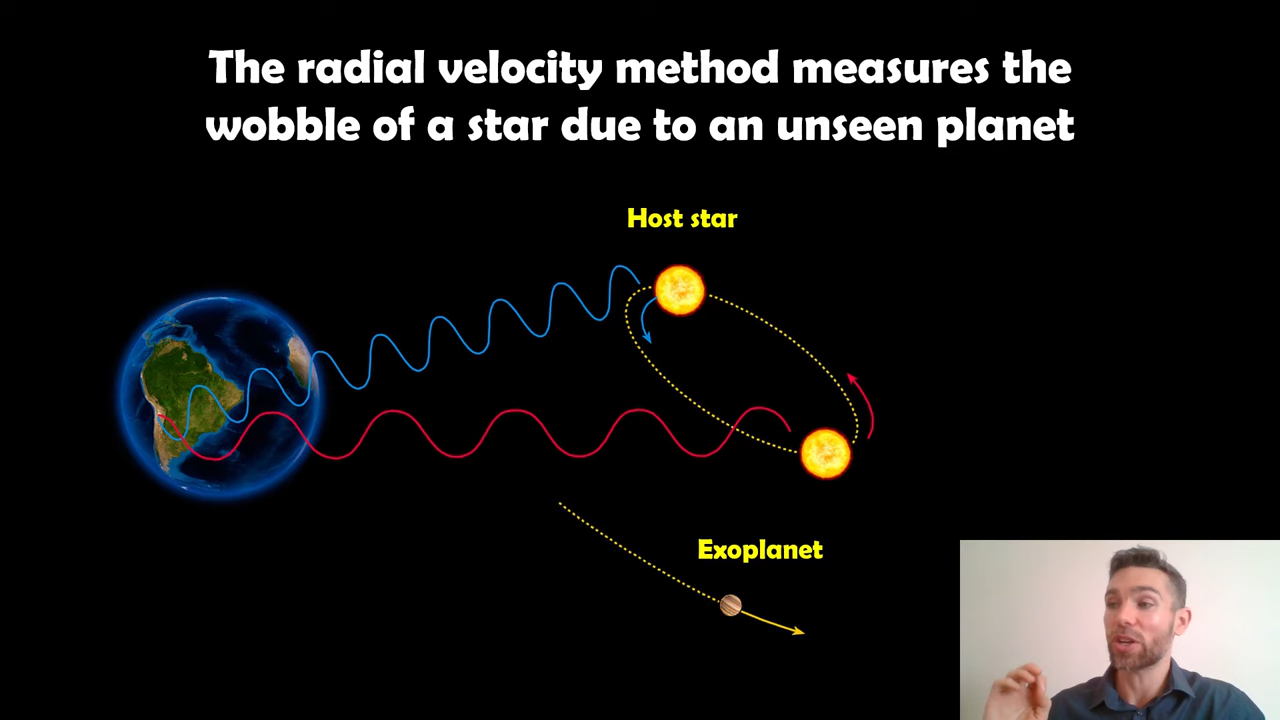 The radial velocity method measures the
wobble of a star due to an unseen planet
Host star
Exoplanet